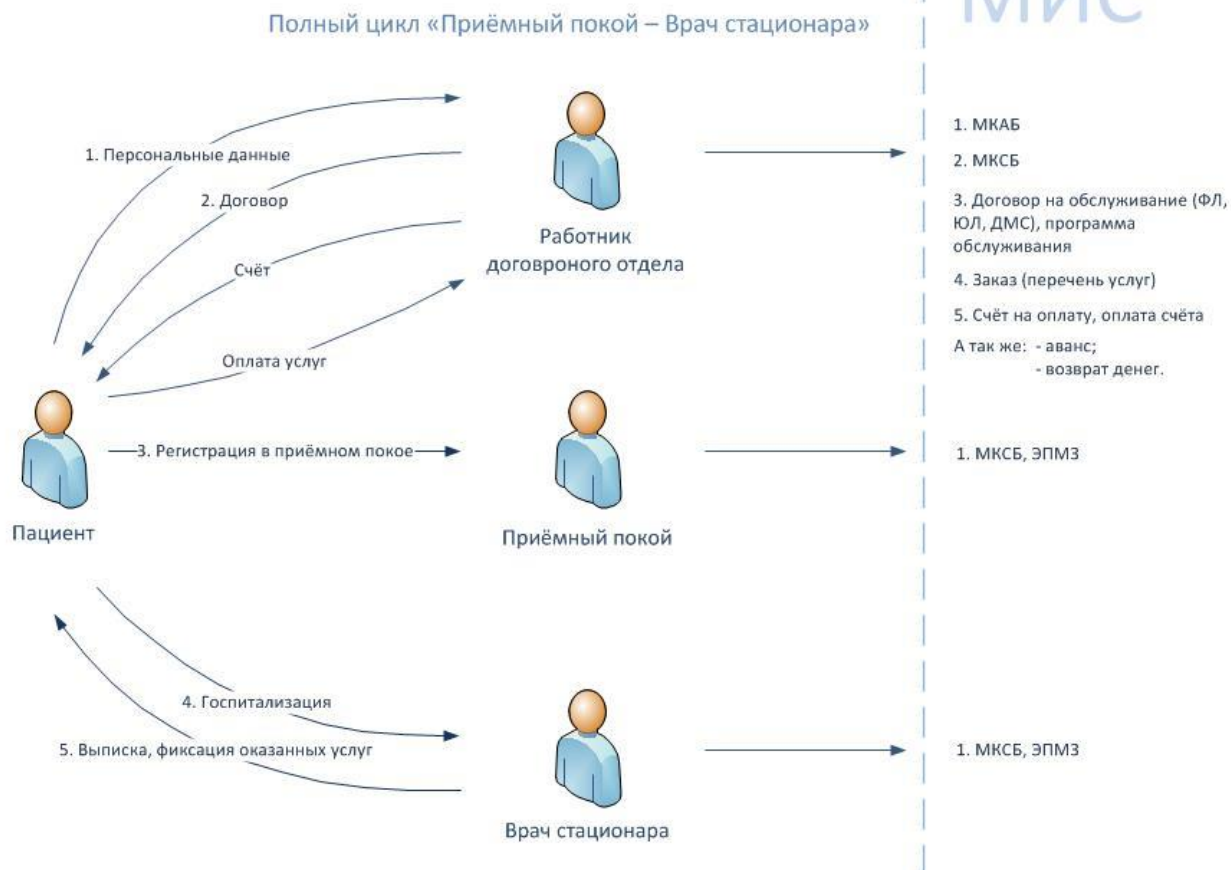 МИС
Полный цикл «Приёмный покой – Врач стационара»
1. Персональные данные
2. Договор
Счёт
Оплата услуг
Работник
договроного отдела
1. МКАБ
2. МКСБ
3. Договор на обслуживание (ФЛ,
ЮЛ, ДМС), программа
обслуживания
4. Заказ (перечень услуг)
5. Счёт на оплату, оплата счёта
А так же: - аванс;
- возврат денег.
Пациент
3. Регистрация в приёмном покое
Приёмный покой
1. МКСБ, ЭПМЗ
4. Госпитализация
5. Выписка, фиксация оказанных услуг
Врач стационара
1. МКСБ, ЭПМЗ